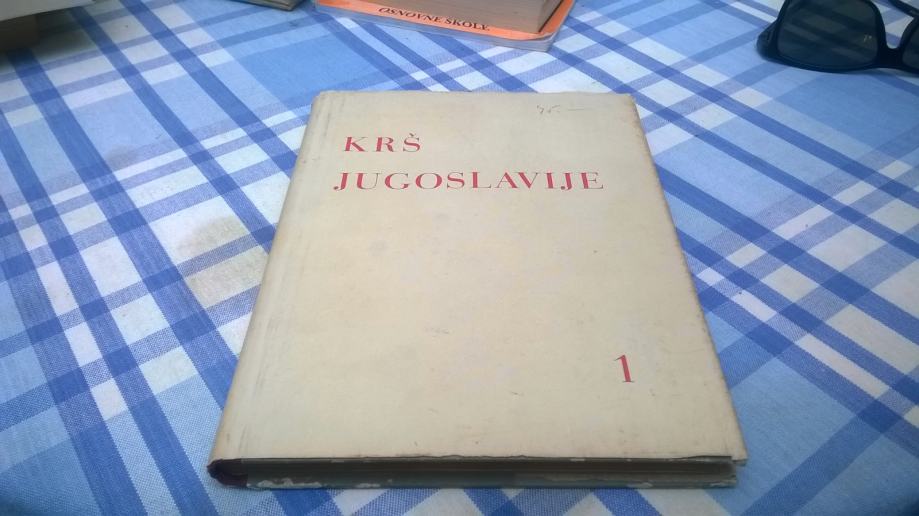 OSNOVNE ŠKOLE
KRŠ
JUGOSLAVIJE
1